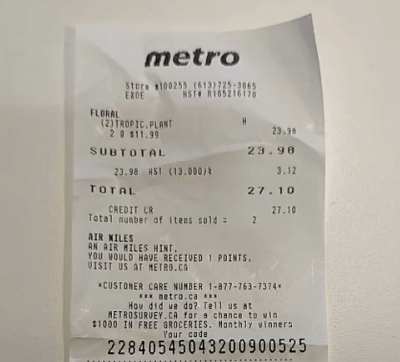 metro
Store #100255 (613)725-3065
E&OE HST# R105216170
FLORAL
(2)TROPIC.PLANT H
2 @ $11.99 23.98
SUBTOTAL 23.98
23.98 HST (13.000)% 3.12
TOTAL 27.10
CREDIT CR 27.10
Total number of items sold = 2
AIR MILES
AN AIR MILES HINT.
YOU WOULD HAVE RECEIVED 1 POINTS.
VISIT US AT METRO.CA
*CUSTOMER CARE NUMBER 1-877-763-7374*
*** metro.ca ***
How did we do? Tell us at
METROSURVEY.CA for a chance to win
$1000 IN FREE GROCERIES. Monthly winners
Your code
22840545043200900525